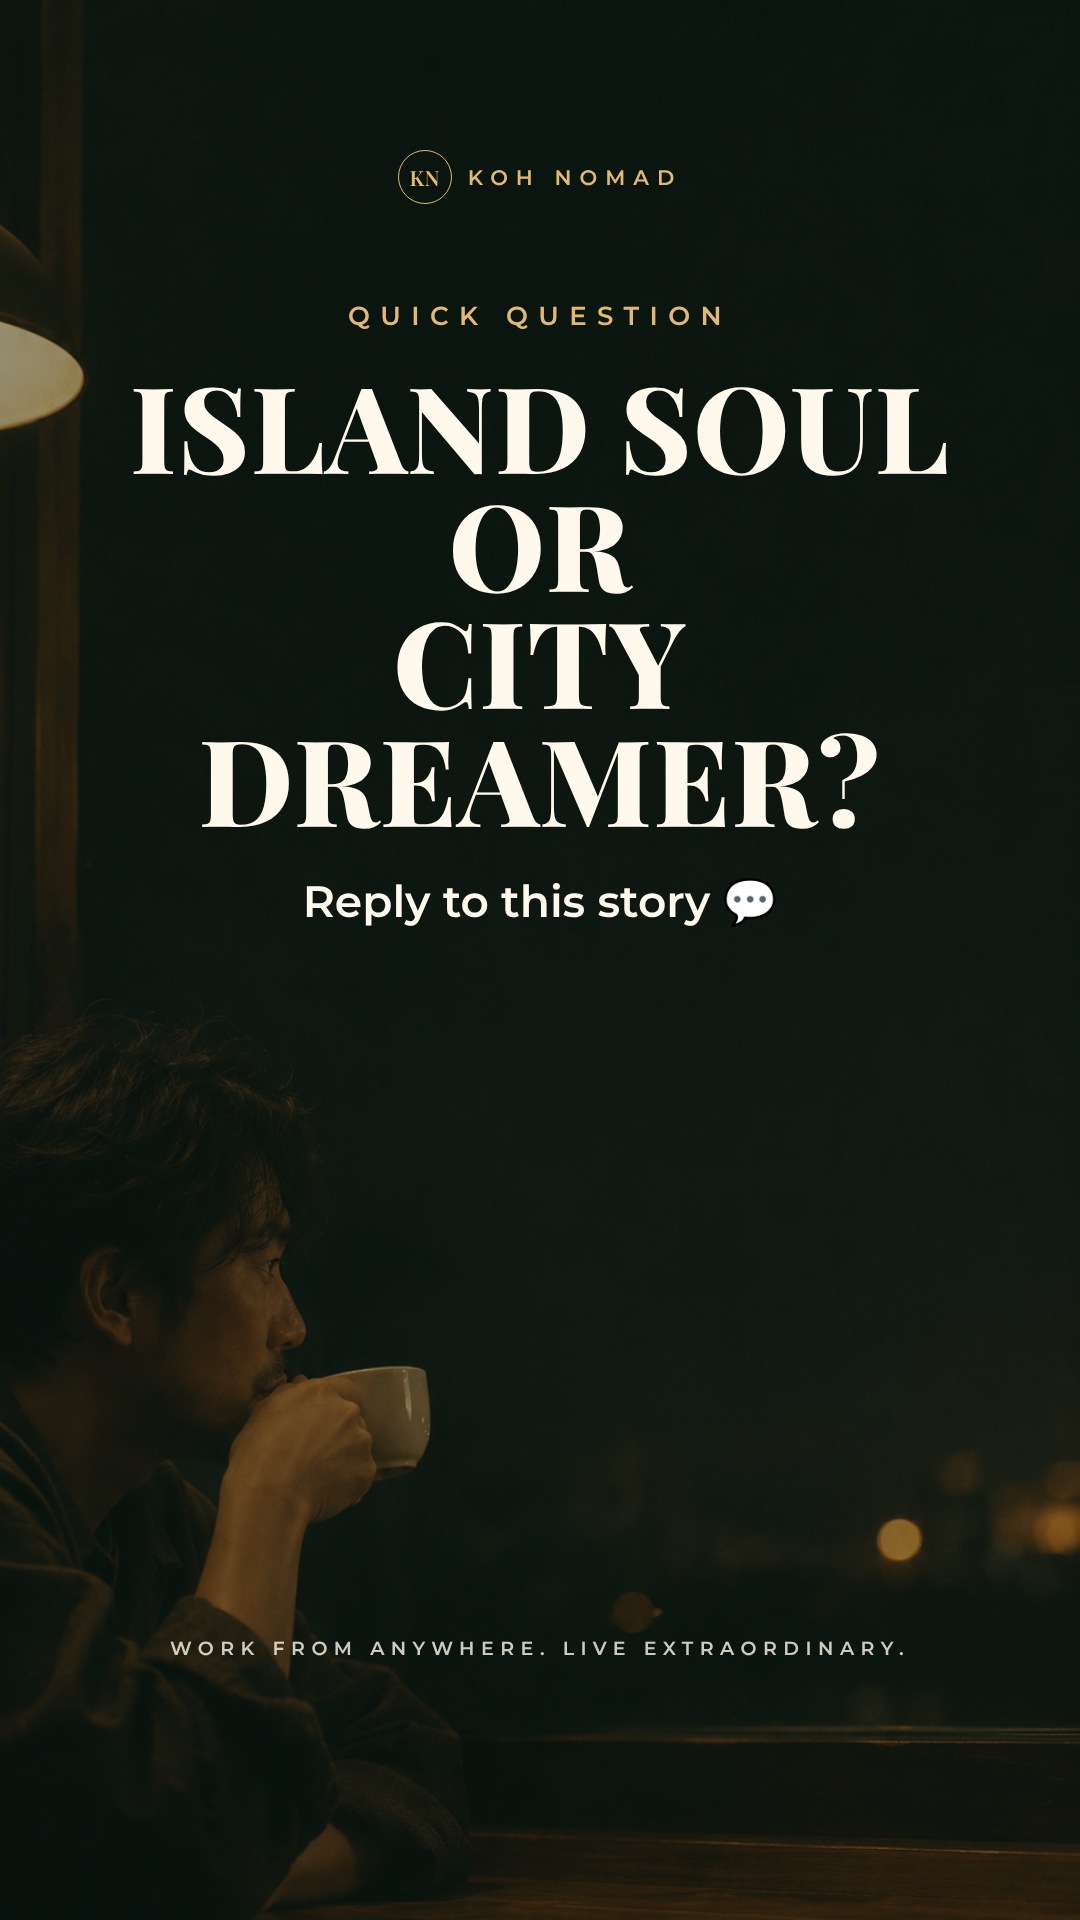 KN KOH NOMAD
QUICK QUESTION
ISLAND SOUL
OR
CITY
DREAMER?
Reply to this story 💬
WORK FROM ANYWHERE. LIVE EXTRAORDINARY.